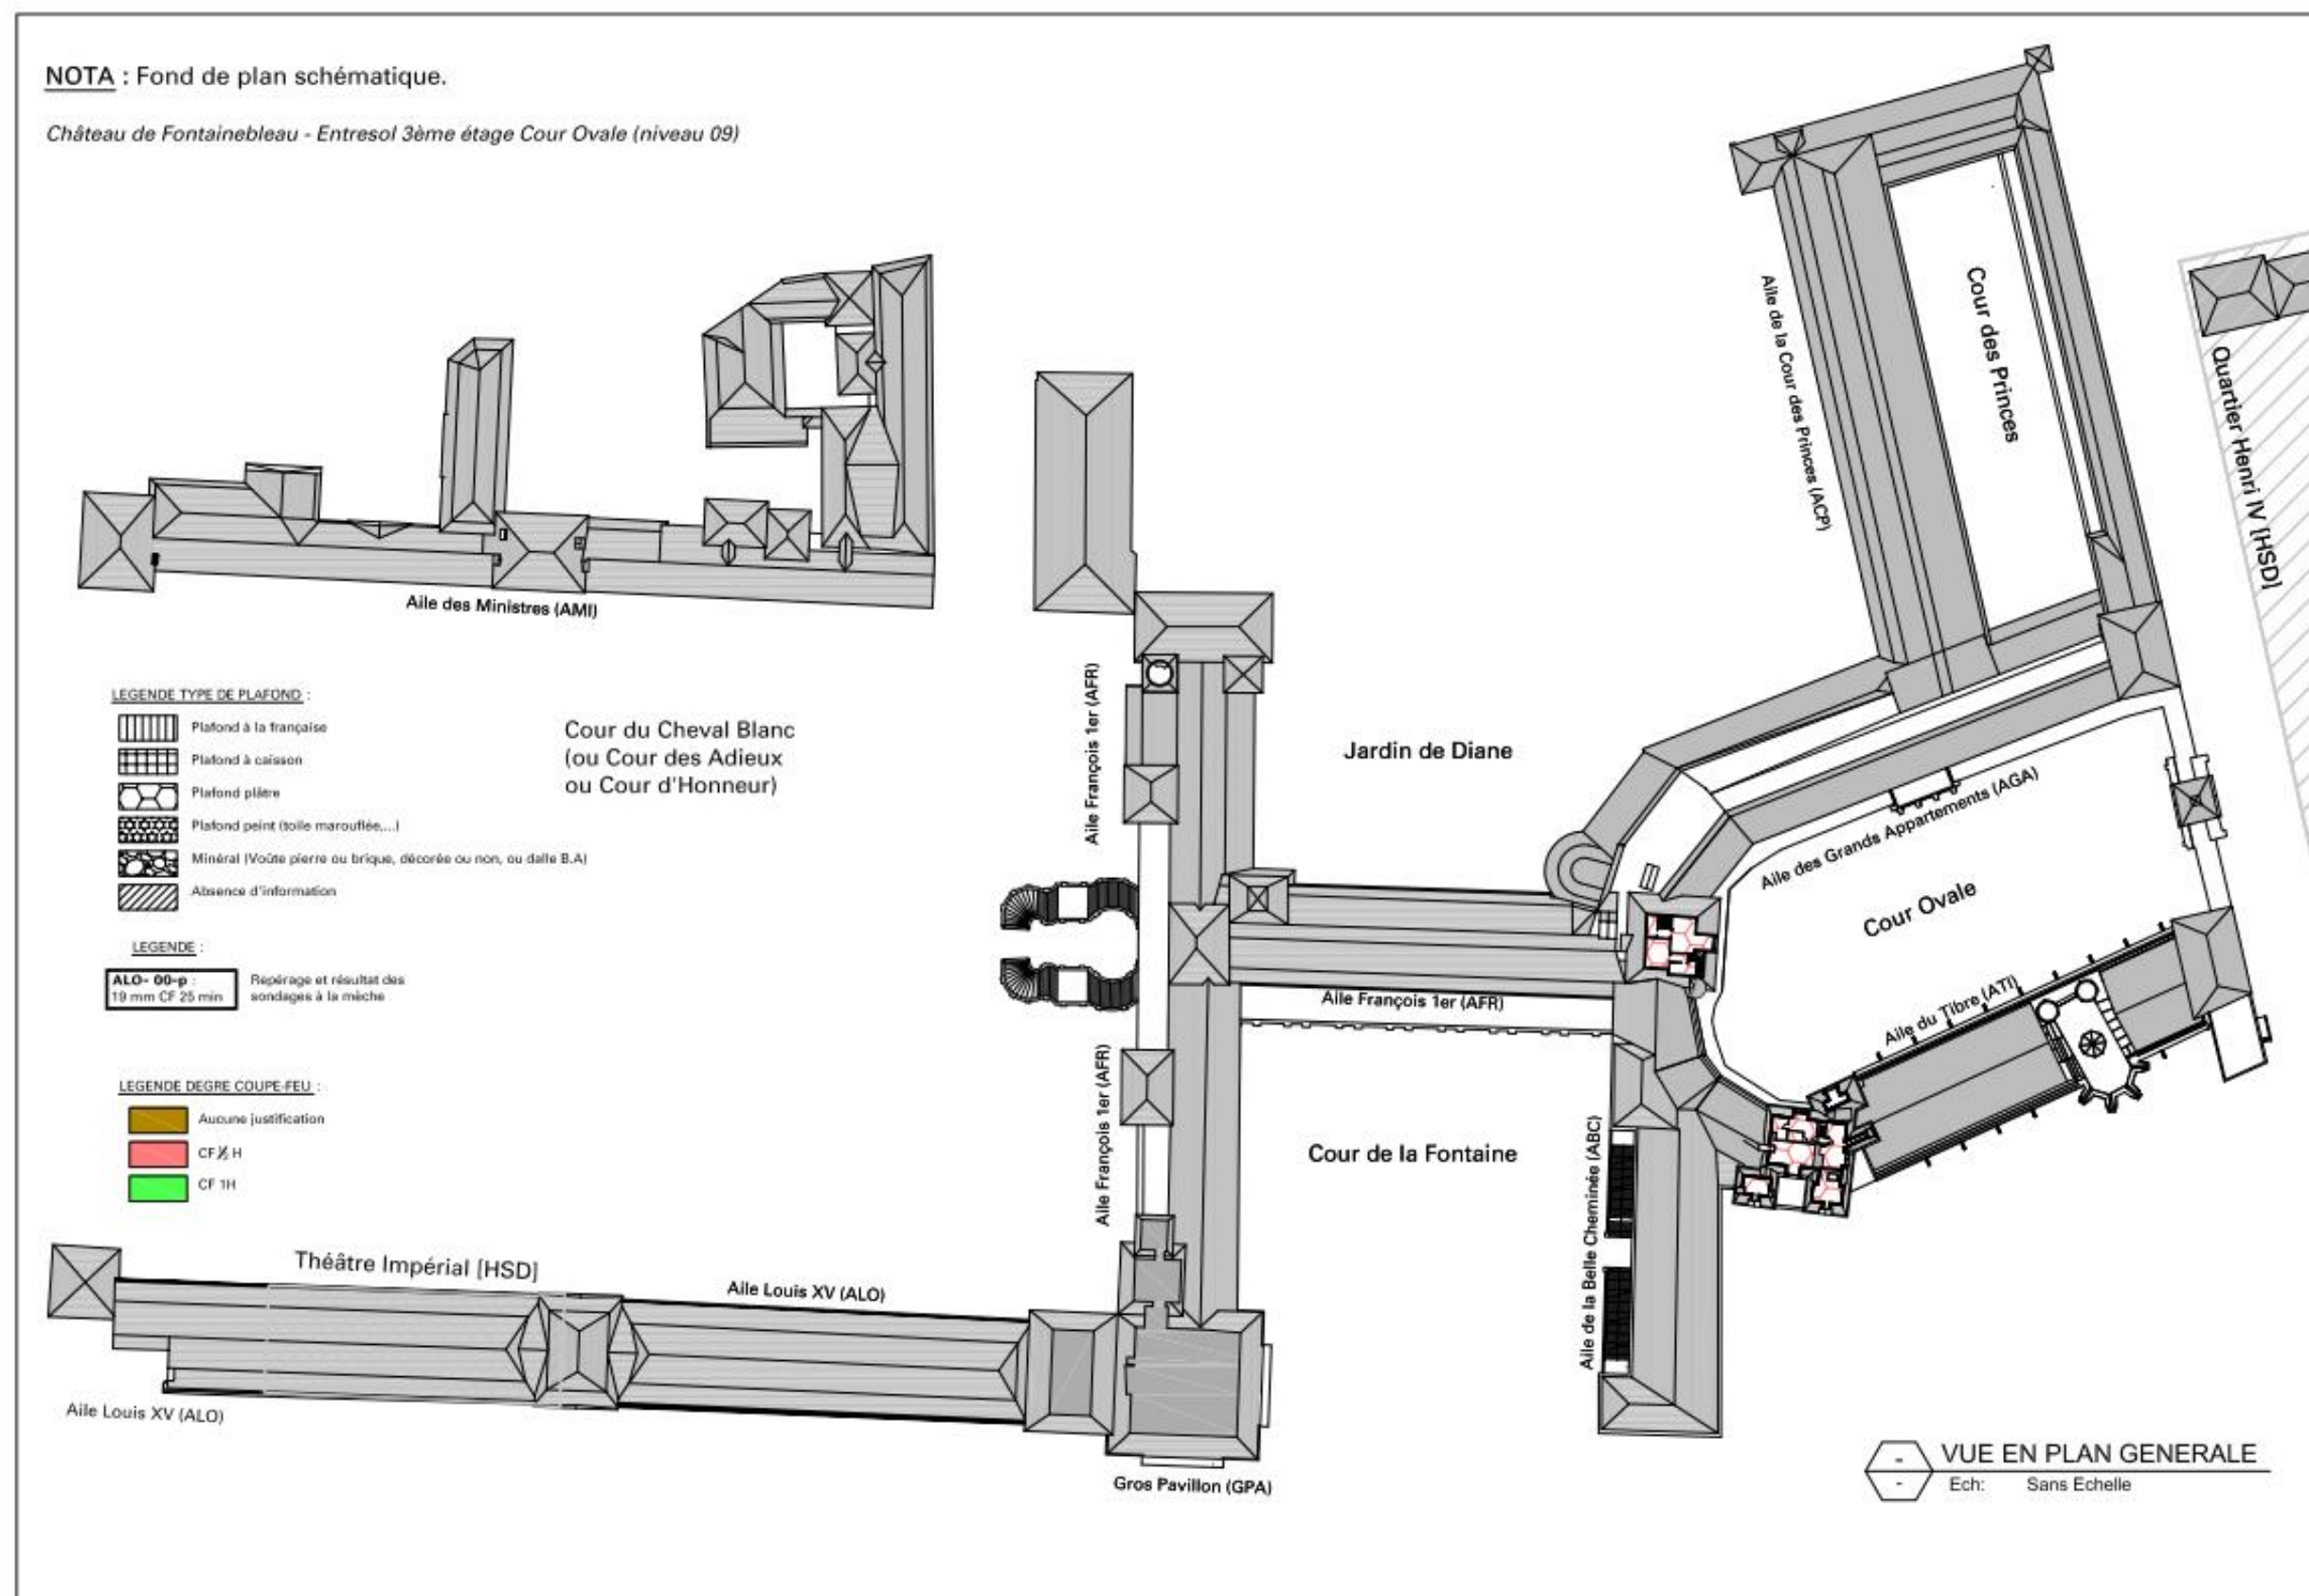 NOTA : Fond de plan schématique.
Château de Fontainebleau - Entresol 3ème étage Cour Ovale (niveau 09)
Aile de la Cour des Princes (ACP)
Cour des Princes
Quartier Henri IV [HSD]
Aile des Ministres (AMI)
LEGENDE TYPE DE PLAFOND :
Plafond à la française
Plafond à caisson
Plafond plâtre
Plafond peint (toile marouflée,...)
Minéral (Voûte pierre ou brique, décorée ou non, ou dalle B.A)
Absence d'information
Cour du Cheval Blanc
(ou Cour des Adieux
ou Cour d'Honneur)
Aile François 1er (AFR)
Jardin de Diane
Aile des Grands Appartements (AGA)
Cour Ovale
LEGENDE :
ALO- 00-p :
19 mm CF 25 min
Repérage et résultat des
sondages à la mèche
Aile François 1er (AFR)
Aile du Tibre (ATI)
LEGENDE DEGRE COUPE-FEU :
Aucune justification
CF ½ H
CF 1H
Aile François 1er (AFR)
Cour de la Fontaine
Aile de la Belle Cheminée (ABC)
Théâtre Impérial [HSD]
Aile Louis XV (ALO)
Aile Louis XV (ALO)
Gros Pavillon (GPA)
-
-
VUE EN PLAN GENERALE
Ech: Sans Echelle